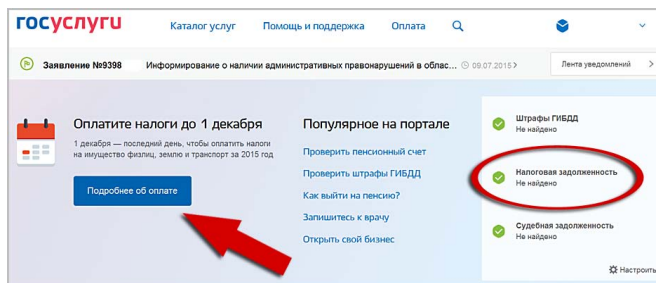 госуслуги
Каталог услуг Помощь и поддержка Оплата
Заявление №9398 Информирование о наличии административных правонарушений в облас... 09.07.2015 > Лента уведомлений >
Оплатите налоги до 1 декабря
1 декабря — последний день, чтобы оплатить налоги
на имущество физлиц, землю и транспорт за 2015 год
Подробнее об оплате
Популярное на портале
Проверить пенсионный счет
Проверить штрафы ГИБДД
Как выйти на пенсию?
Запишитесь к врачу
Открыть свой бизнес
Штрафы ГИБДД
Не найдено
Налоговая задолженность
Не найдено
Судебная задолженность
Не найдено
Настроить